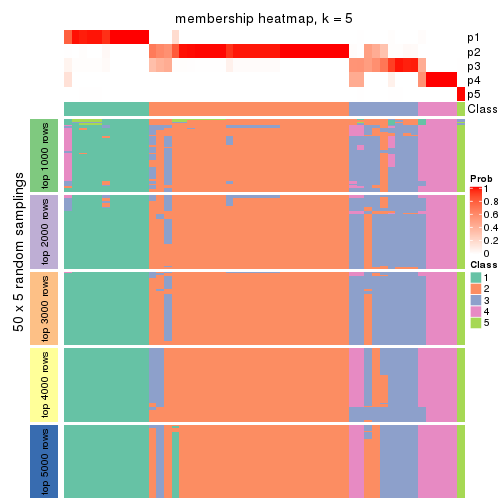 membership heatmap, k = 5
p1
p2
p3
p4
p5
Class
50 x 5 random samplings
top 1000 rows
top 2000 rows
top 3000 rows
top 4000 rows
top 5000 rows
Prob
1
0.8
0.6
0.4
0.2
0
Class
1
2
3
4
5